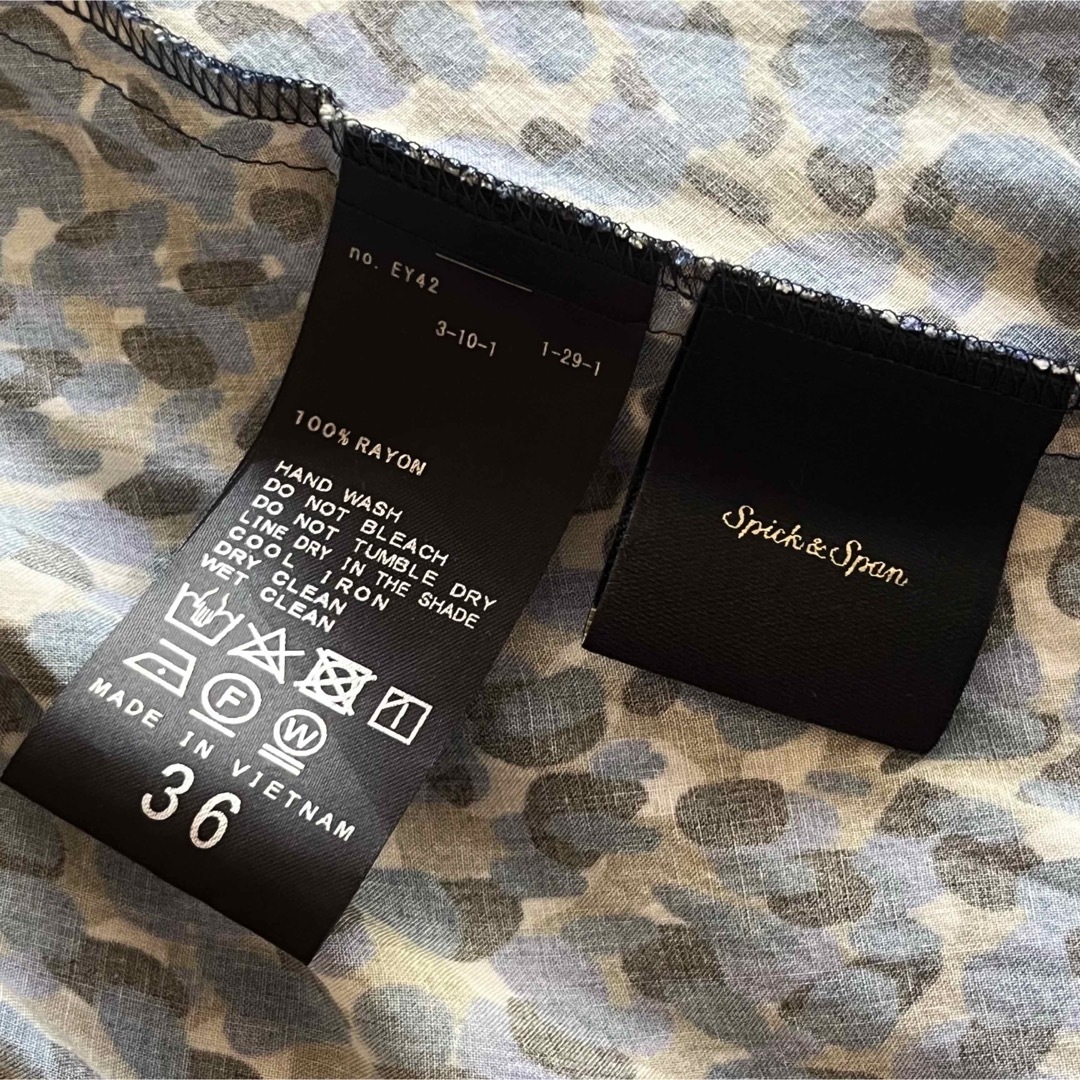 no. EY42
3-10-1 1-29-1
100% RAYON
HAND WASH
DO NOT BLEACH
DO NOT TUMBLE DRY
LINE DRY IN THE SHADE
COOL IRON
DRY CLEAN
WET CLEAN
F W
MADE IN VIETNAM
36
Spick & Span